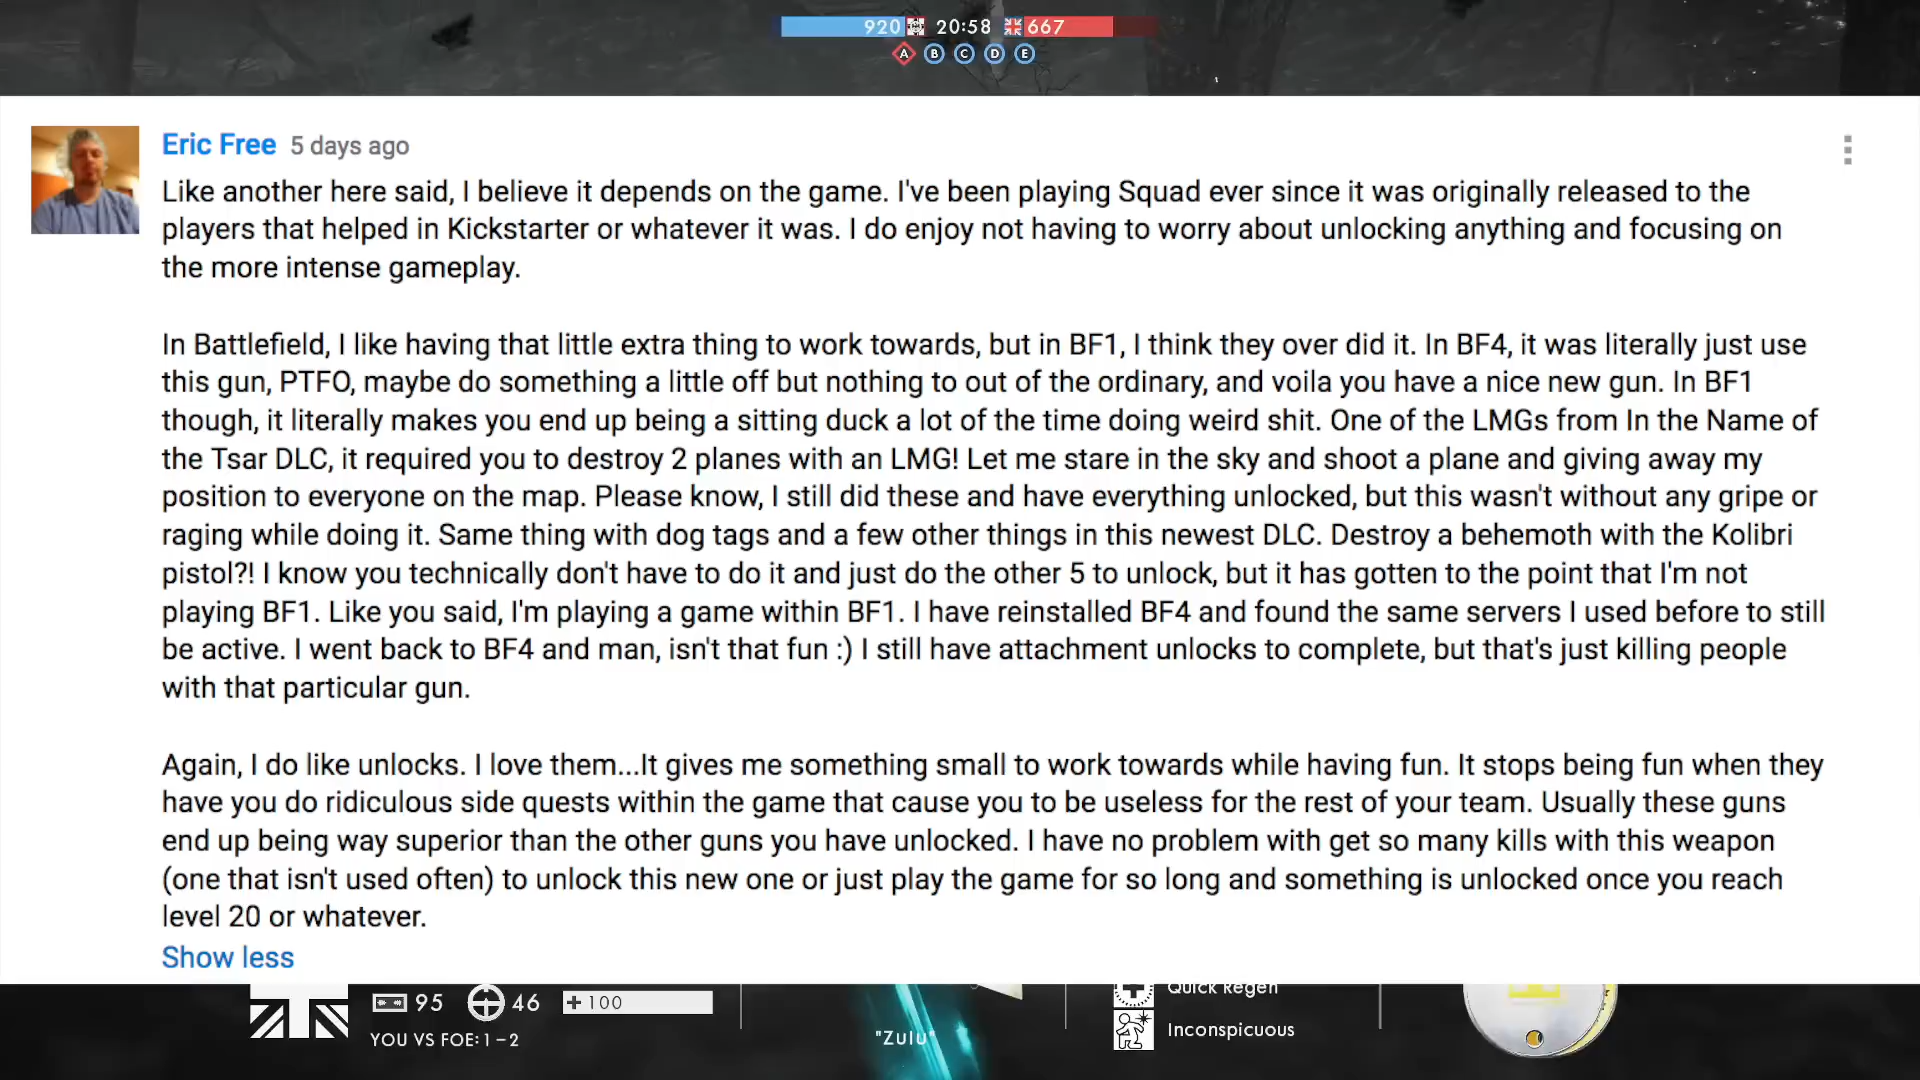 920 20:58 667
A B C D E
Eric Free 5 days ago
Like another here said, I believe it depends on the game. I've been playing Squad ever since it was originally released to the
players that helped in Kickstarter or whatever it was. I do enjoy not having to worry about unlocking anything and focusing on
the more intense gameplay.
In Battlefield, I like having that little extra thing to work towards, but in BF1, I think they over did it. In BF4, it was literally just use
this gun, PTFO, maybe do something a little off but nothing to out of the ordinary, and voila you have a nice new gun. In BF1
though, it literally makes you end up being a sitting duck a lot of the time doing weird shit. One of the LMGs from In the Name of
the Tsar DLC, it required you to destroy 2 planes with an LMG! Let me stare in the sky and shoot a plane and giving away my
position to everyone on the map. Please know, I still did these and have everything unlocked, but this wasn't without any gripe or
raging while doing it. Same thing with dog tags and a few other things in this newest DLC. Destroy a behemoth with the Kolibri
pistol?! I know you technically don't have to do it and just do the other 5 to unlock, but it has gotten to the point that I'm not
playing BF1. Like you said, I'm playing a game within BF1. I have reinstalled BF4 and found the same servers I used before to still
be active. I went back to BF4 and man, isn't that fun :) I still have attachment unlocks to complete, but that's just killing people
with that particular gun.
Again, I do like unlocks. I love them...It gives me something small to work towards while having fun. It stops being fun when they
have you do ridiculous side quests within the game that cause you to be useless for the rest of your team. Usually these guns
end up being way superior than the other guns you have unlocked. I have no problem with get so many kills with this weapon
(one that isn't used often) to unlock this new one or just play the game for so long and something is unlocked once you reach
level 20 or whatever.
Show less
95 46 +100
YOU VS FOE: 1 – 2
"Zulu"
Quick Regen
Inconspicuous